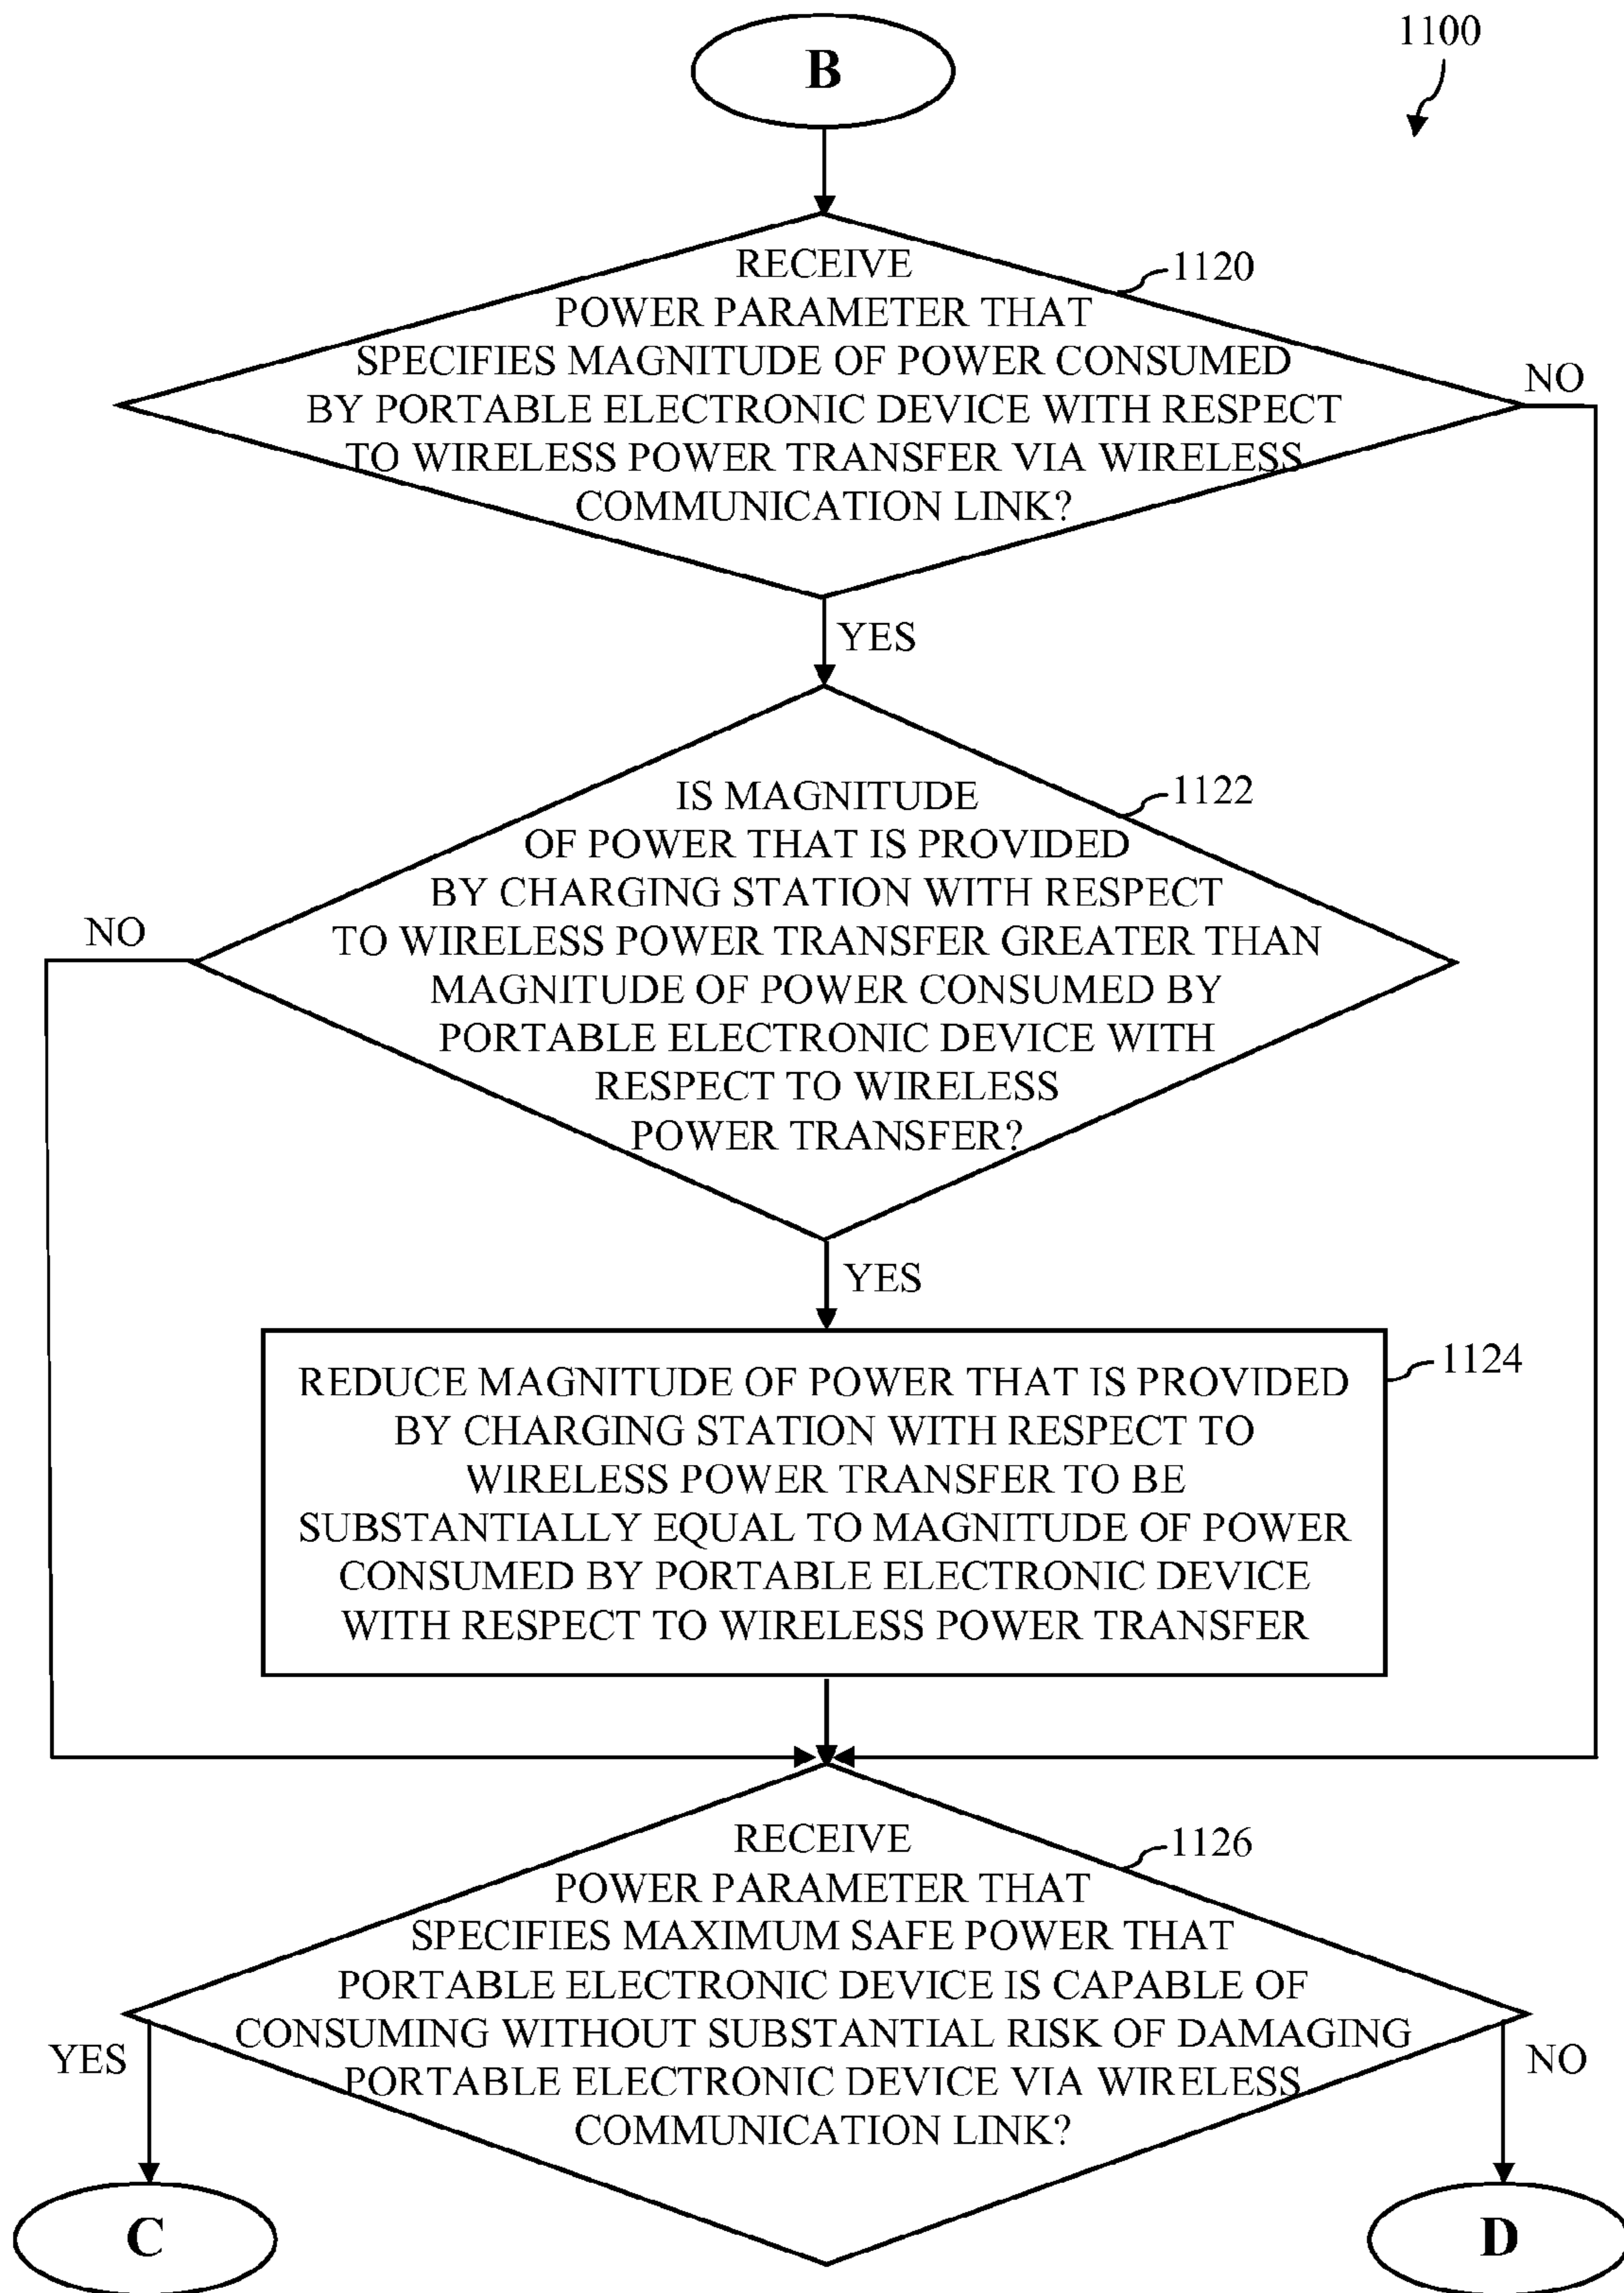 B
1100
RECEIVE
POWER PARAMETER THAT
SPECIFIES MAGNITUDE OF POWER CONSUMED
BY PORTABLE ELECTRONIC DEVICE WITH RESPECT
TO WIRELESS POWER TRANSFER VIA WIRELESS
COMMUNICATION LINK?
1120
NO
YES
IS MAGNITUDE
OF POWER THAT IS PROVIDED
BY CHARGING STATION WITH RESPECT
TO WIRELESS POWER TRANSFER GREATER THAN
MAGNITUDE OF POWER CONSUMED BY
PORTABLE ELECTRONIC DEVICE WITH
RESPECT TO WIRELESS
POWER TRANSFER?
1122
NO
YES
REDUCE MAGNITUDE OF POWER THAT IS PROVIDED
BY CHARGING STATION WITH RESPECT TO
WIRELESS POWER TRANSFER TO BE
SUBSTANTIALLY EQUAL TO MAGNITUDE OF POWER
CONSUMED BY PORTABLE ELECTRONIC DEVICE
WITH RESPECT TO WIRELESS POWER TRANSFER
1124
RECEIVE
POWER PARAMETER THAT
SPECIFIES MAXIMUM SAFE POWER THAT
PORTABLE ELECTRONIC DEVICE IS CAPABLE OF
CONSUMING WITHOUT SUBSTANTIAL RISK OF DAMAGING
PORTABLE ELECTRONIC DEVICE VIA WIRELESS
COMMUNICATION LINK?
1126
YES
NO
C
D